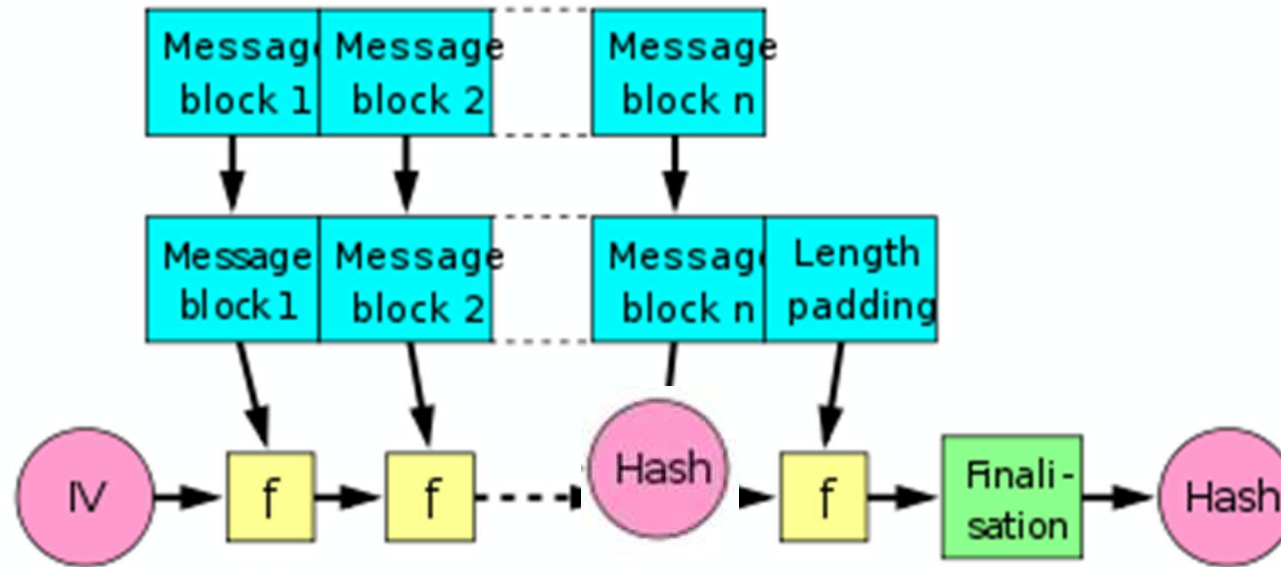 Message
block 1
Message
block 2
Message
block n
Message
block 1
Message
block 2
Message
block n
Length
padding
IV
f
f
Hash
f
Finali-
sation
Hash